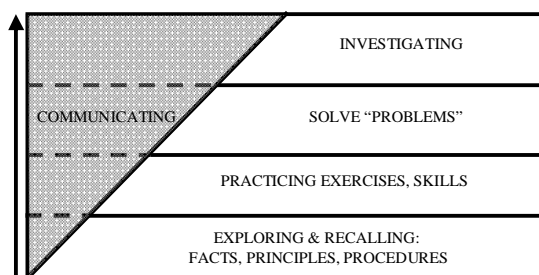 INVESTIGATING
COMMUNICATING
SOLVE “PROBLEMS”
PRACTICING EXERCISES, SKILLS
EXPLORING & RECALLING:
FACTS, PRINCIPLES, PROCEDURES